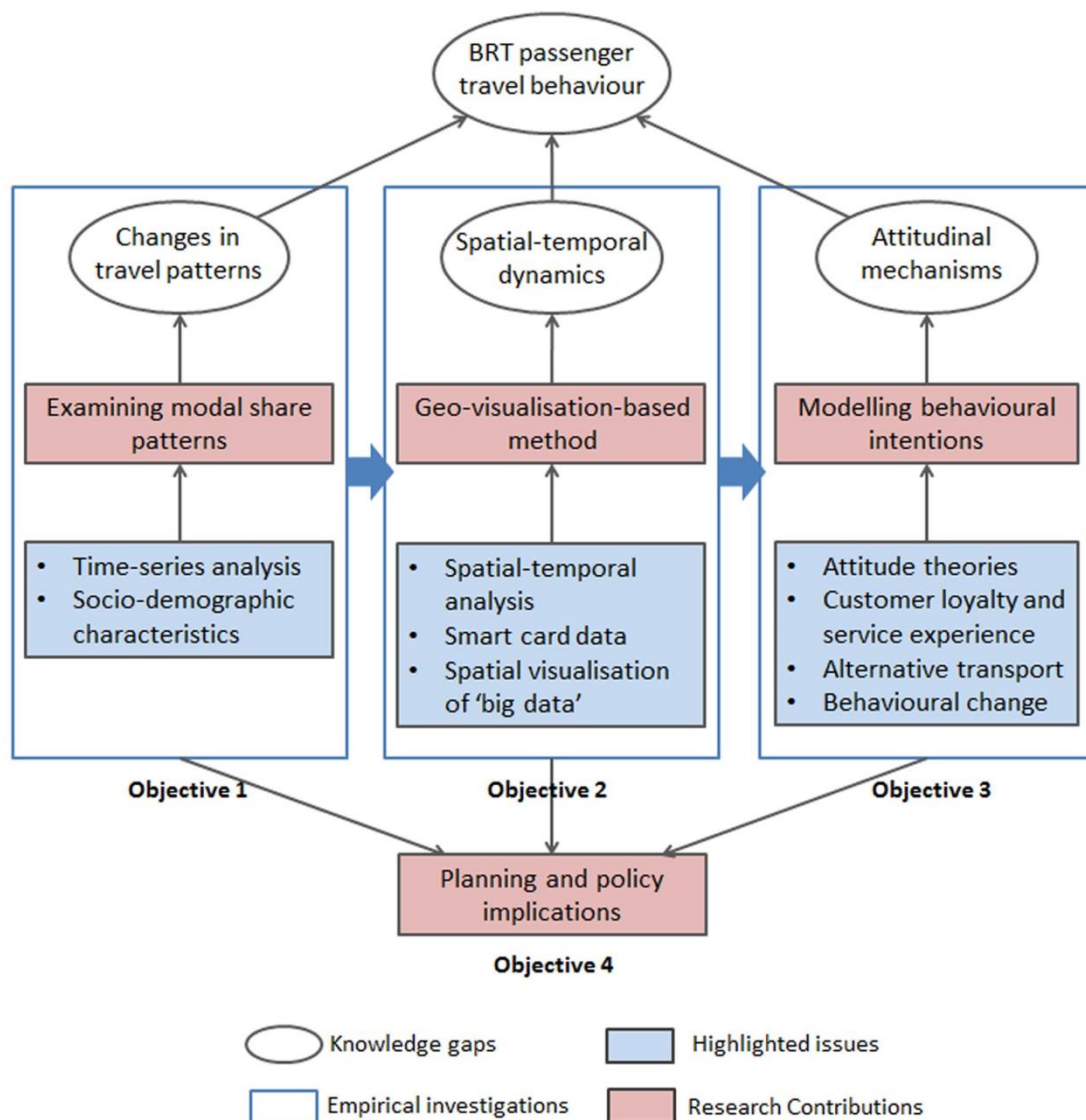 BRT passenger
travel behaviour
Changes in
travel patterns
Spatial-temporal
dynamics
Attitudinal
mechanisms
Examining modal share
patterns
Geo-visualisation-based
method
Modelling behavioural
intentions
• Time-series analysis
• Socio-demographic
characteristics
• Spatial-temporal
analysis
• Smart card data
• Spatial visualisation
of ‘big data’
• Attitude theories
• Customer loyalty and
service experience
• Alternative transport
• Behavioural change
Objective 1
Objective 2
Objective 3
Planning and policy
implications
Objective 4
Knowledge gaps
Highlighted issues
Empirical investigations
Research Contributions